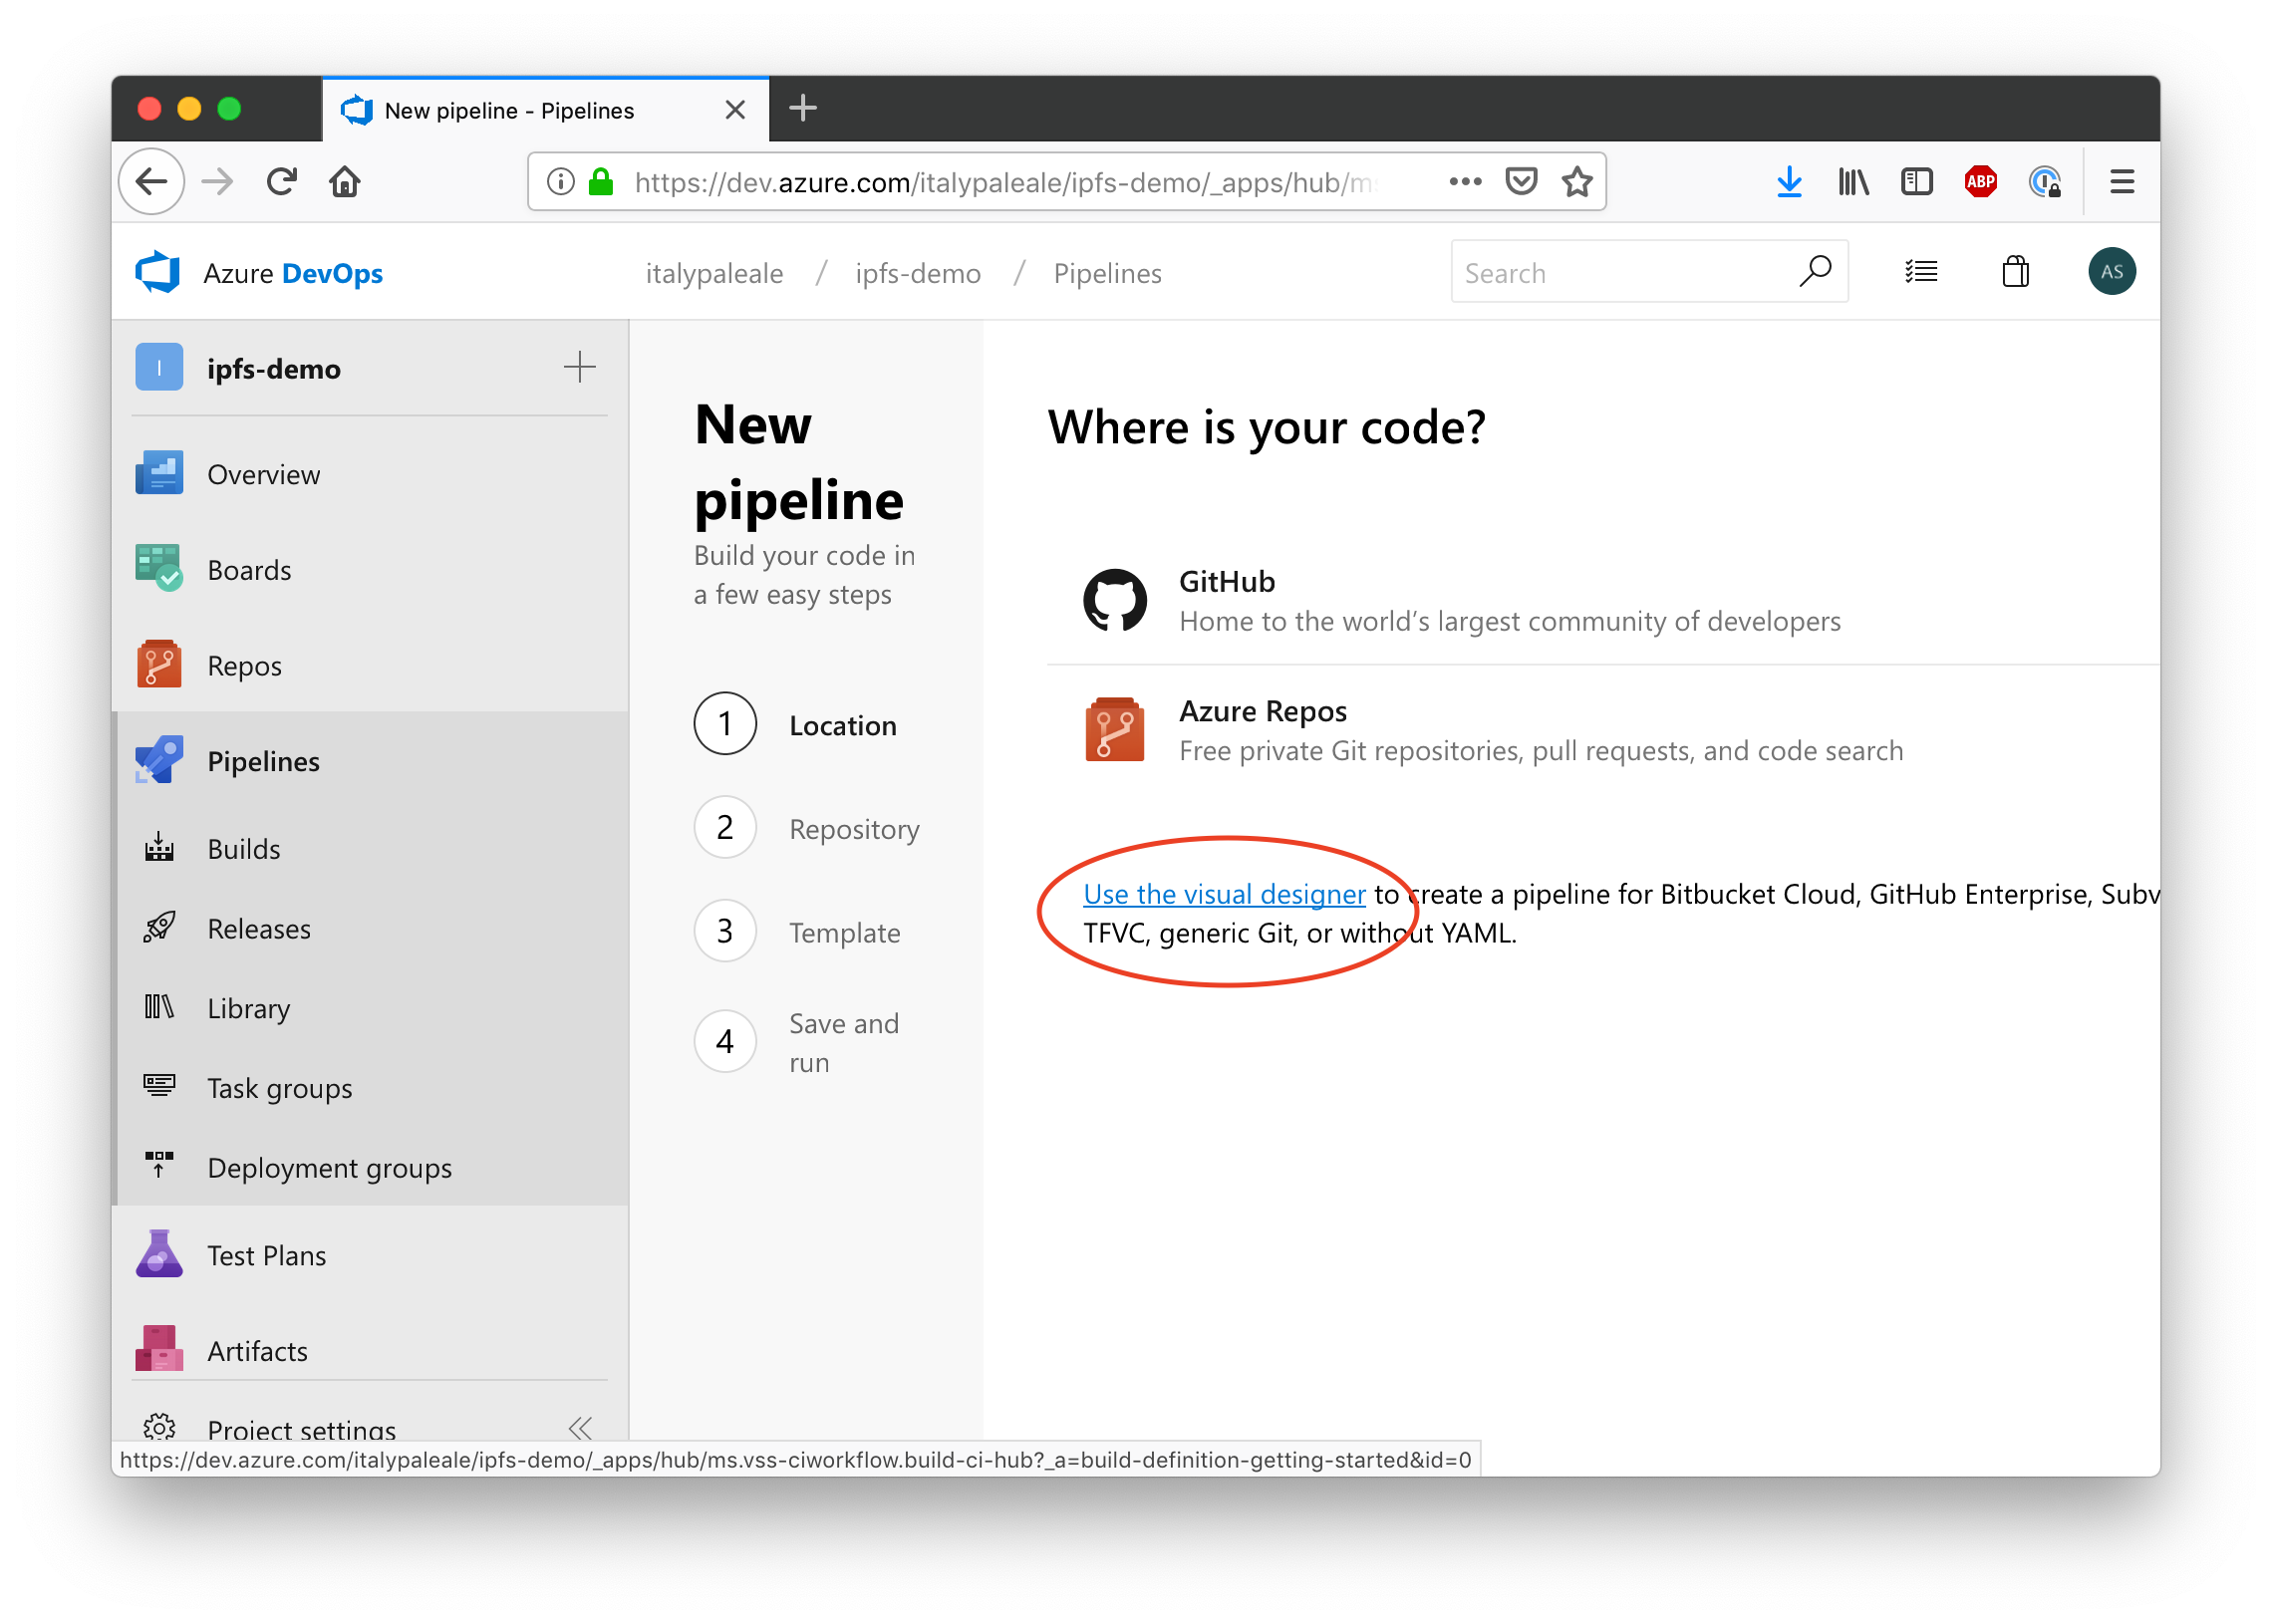 New pipeline - Pipelines
https://dev.azure.com/italypaleale/ipfs-demo/_apps/hub/
ABP
Azure DevOps
italypaleale / ipfs-demo / Pipelines
Search
AS
I
ipfs-demo
Overview
Boards
Repos
Pipelines
Builds
Releases
Library
Task groups
Deployment groups
Test Plans
Artifacts
Project settings
New
pipeline
Build your code in
a few easy steps
1 Location
2 Repository
3 Template
4 Save and
run
Where is your code?
GitHub
Home to the world’s largest community of developers
Azure Repos
Free private Git repositories, pull requests, and code search
Use the visual designer to create a pipeline for Bitbucket Cloud, GitHub Enterprise, Subv
TFVC, generic Git, or without YAML.
https://dev.azure.com/italypaleale/ipfs-demo/_apps/hub/ms.vss-ciworkflow.build-ci-hub?_a=build-definition-getting-started&id=0